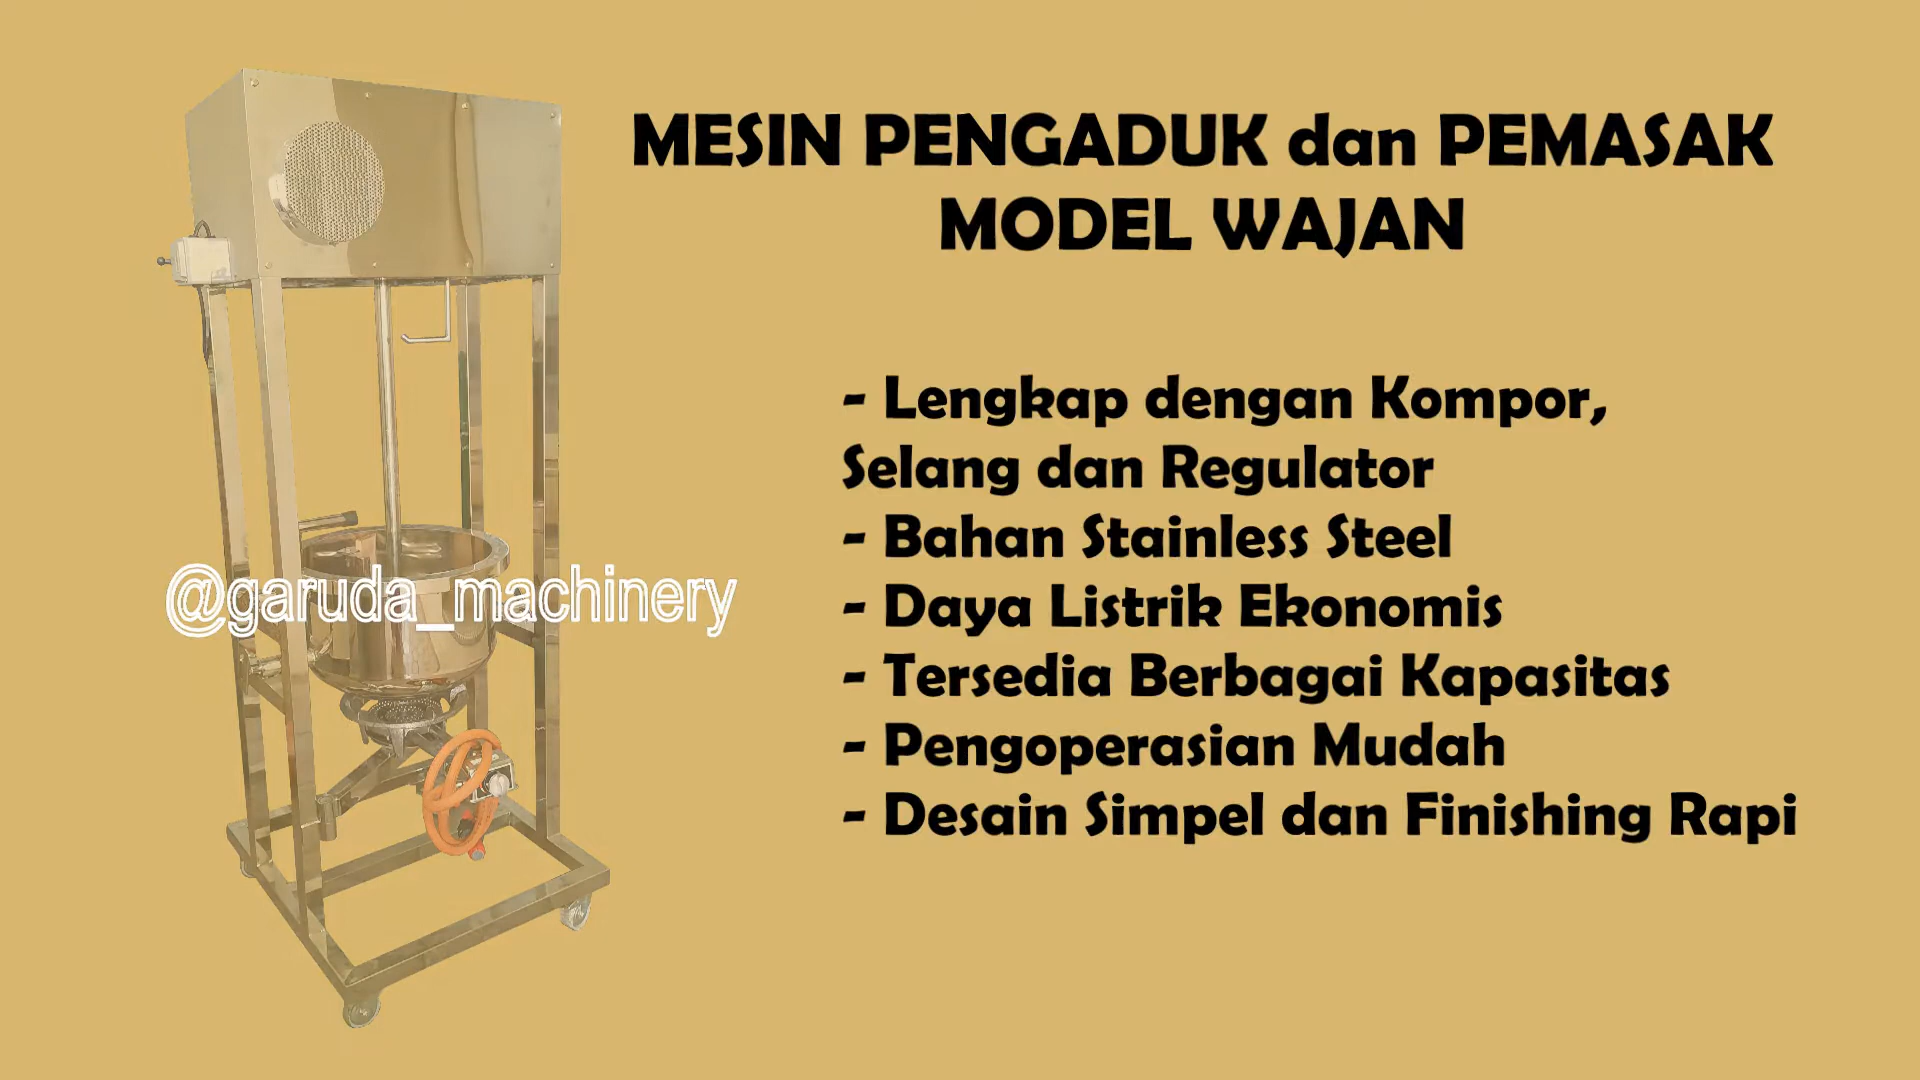 MESIN PENGADUK dan PEMASAK
MODEL WAJAN
- Lengkap dengan Kompor,
Selang dan Regulator
- Bahan Stainless Steel
- Daya Listrik Ekonomis
- Tersedia Berbagai Kapasitas
- Pengoperasian Mudah
- Desain Simpel dan Finishing Rapi
@garuda_machinery